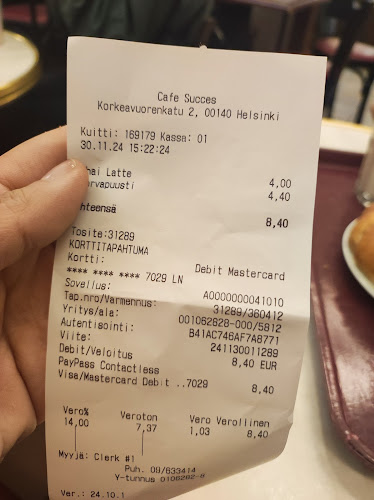 Cafe Succes
Korkeavuorenkatu 2, 00140 Helsinki
Kuitti: 169179 Kassa: 01
30.11.24 15:22:24
hai Latte 4,00
rvapuusti 4,40
hteensä 8,40
Tosite:31289
KORTTITAPAHTUMA
Kortti: Debit Mastercard
**** **** **** 7029 LN
Sovellus: A0000000041010
Tap.nro/Varmennus: 31289/360412
Yritys/ala: 001062628-000/5812
Autentisointi: B41AC746AF7A8771
Viite: 241130011289
Debit/Veloitus 8,40 EUR
PayPass Contactless
Visa/Mastercard Debit ..7029 8,40
Vero% Veroton Vero Verollinen
14,00 7,37 1,03 8,40
Myyjä: Clerk #1
Puh. 09/633414
Y-tunnus
Ver.: 24.10.1